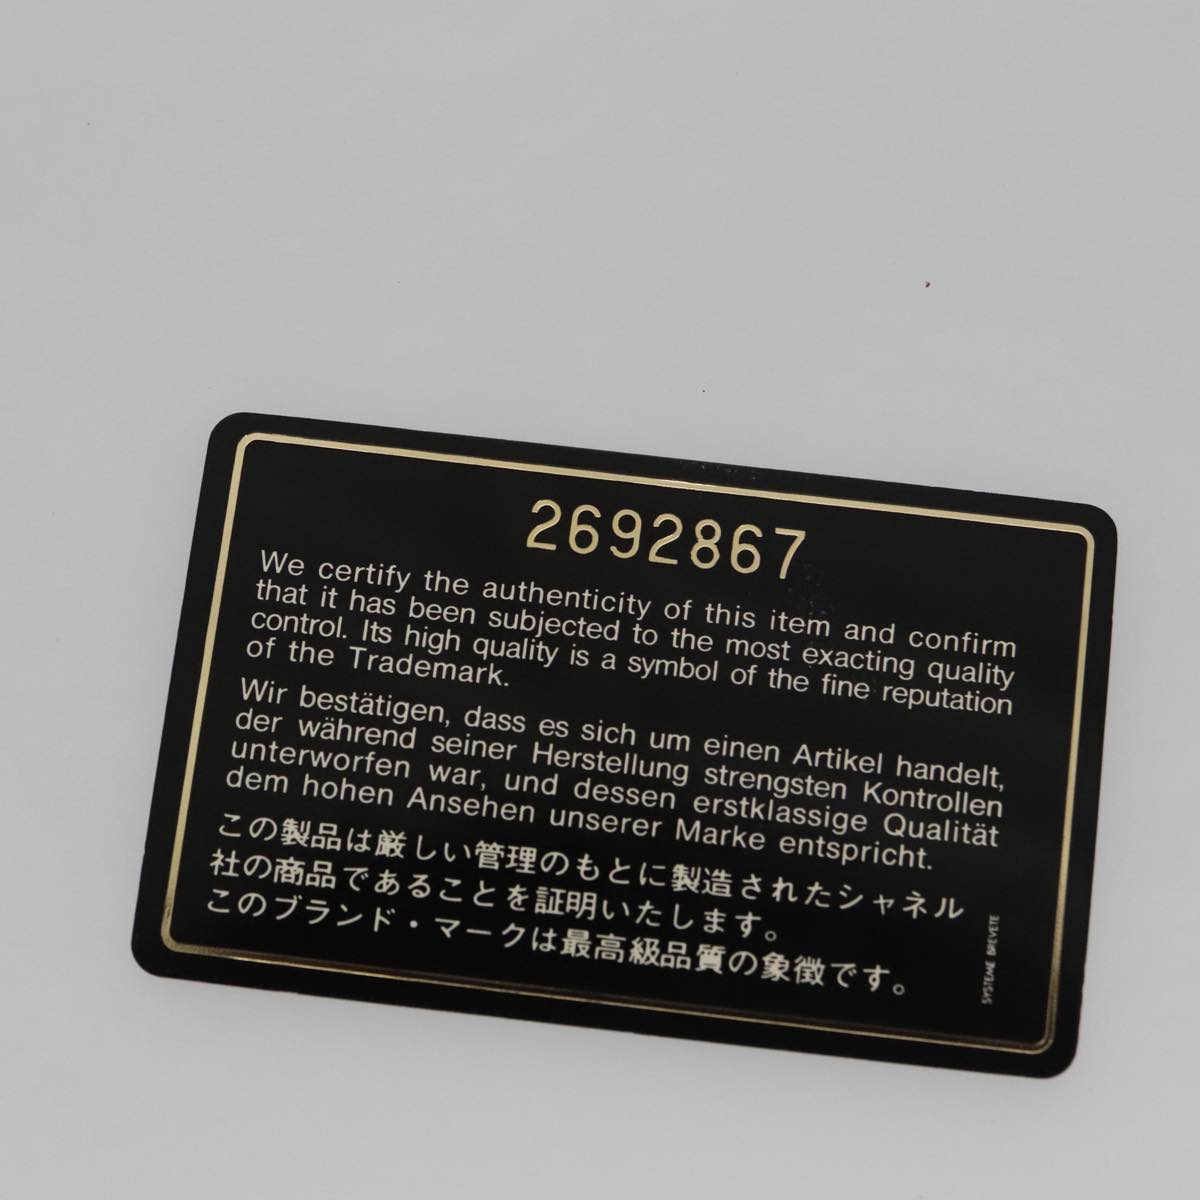 2692867
We certify the authenticity of this item and confirm
that it has been subjected to the most exacting quality
control. Its high quality is a symbol of the fine reputation
of the Trademark.
Wir bestätigen, dass es sich um einen Artikel handelt,
der während seiner Herstellung strengsten Kontrollen
unterworfen war, und dessen erstklassige Qualität
dem hohen Ansehen unserer Marke entspricht.
この製品は厳しい管理のもとに製造されたシャネル
社の商品であることを証明いたします。
このブランド・マークは最高級品質の象徴です。
SYSTEME BREVETE